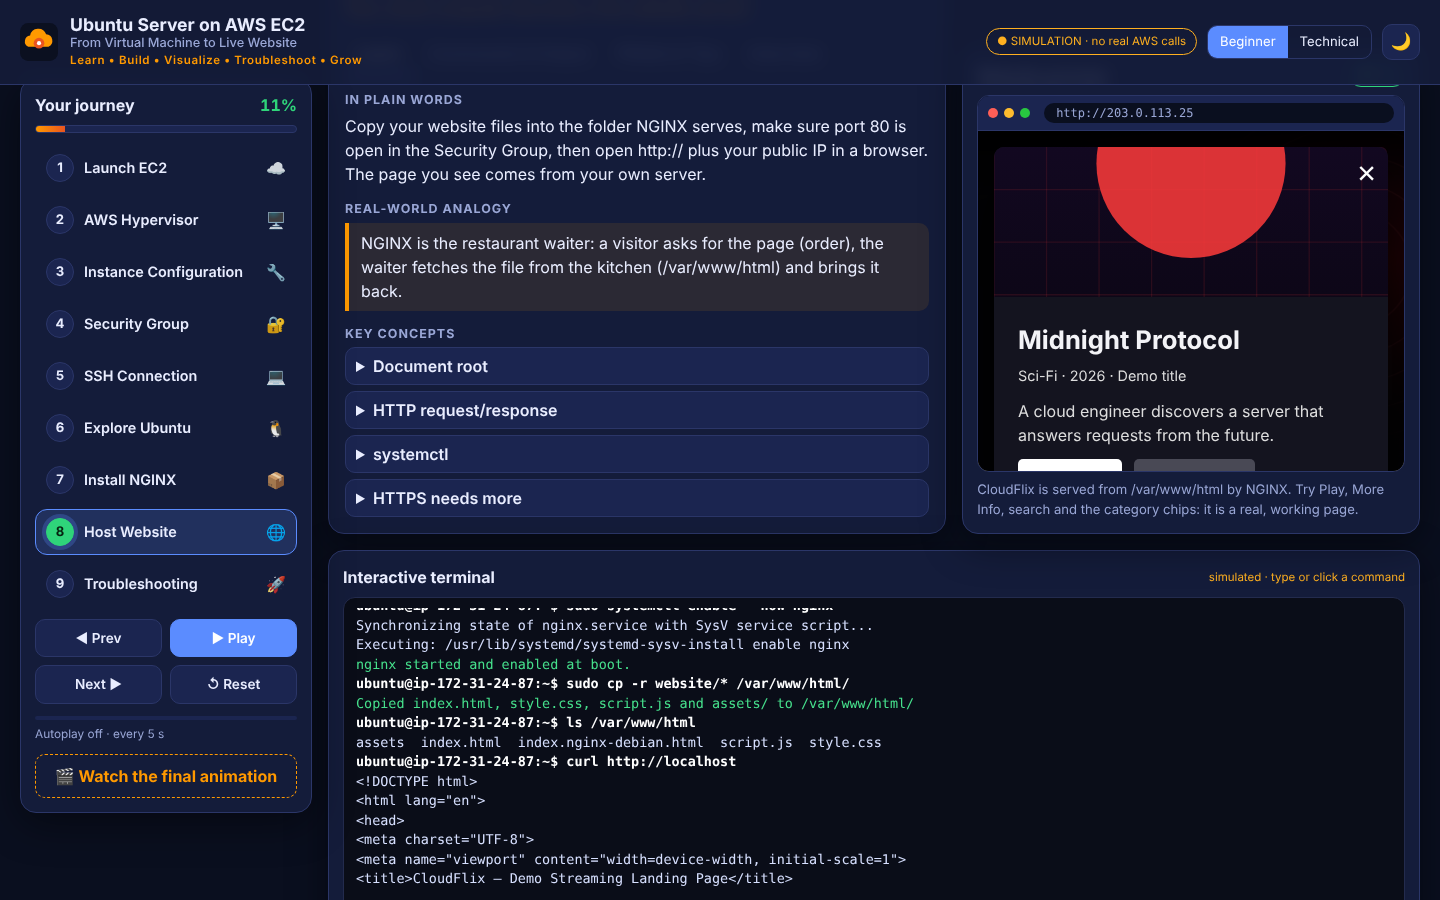 Ubuntu Server on AWS EC2
From Virtual Machine to Live Website
Learn • Build • Visualize • Troubleshoot • Grow
SIMULATION · no real AWS calls
Beginner
Technical
Your journey
11%
1 Launch EC2
2 AWS Hypervisor
3 Instance Configuration
4 Security Group
5 SSH Connection
6 Explore Ubuntu
7 Install NGINX
8 Host Website
9 Troubleshooting
◀ Prev
▶ Play
Next ▶
↺ Reset
Autoplay off · every 5 s
🎬 Watch the final animation
IN PLAIN WORDS
Copy your website files into the folder NGINX serves, make sure port 80 is
open in the Security Group, then open http:// plus your public IP in a browser.
The page you see comes from your own server.
REAL-WORLD ANALOGY
NGINX is the restaurant waiter: a visitor asks for the page (order), the
waiter fetches the file from the kitchen (/var/www/html) and brings it
back.
KEY CONCEPTS
▶ Document root
▶ HTTP request/response
▶ systemctl
▶ HTTPS needs more
http://203.0.113.25
✕
Midnight Protocol
Sci-Fi · 2026 · Demo title
A cloud engineer discovers a server that
answers requests from the future.
CloudFlix is served from /var/www/html by NGINX. Try Play, More
Info, search and the category chips: it is a real, working page.
Interactive terminal
simulated · type or click a command
ubuntu@ip-172-31-24-87:~$ sudo systemctl enable --now nginx
Synchronizing state of nginx.service with SysV service script...
Executing: /usr/lib/systemd/systemd-sysv-install enable nginx
nginx started and enabled at boot.
ubuntu@ip-172-31-24-87:~$ sudo cp -r website/* /var/www/html/
Copied index.html, style.css, script.js and assets/ to /var/www/html/
ubuntu@ip-172-31-24-87:~$ ls /var/www/html
assets  index.html  index.nginx-debian.html  script.js  style.css
ubuntu@ip-172-31-24-87:~$ curl http://localhost
<!DOCTYPE html>
<html lang="en">
<head>
<meta charset="UTF-8">
<meta name="viewport" content="width=device-width, initial-scale=1">
<title>CloudFlix — Demo Streaming Landing Page</title>